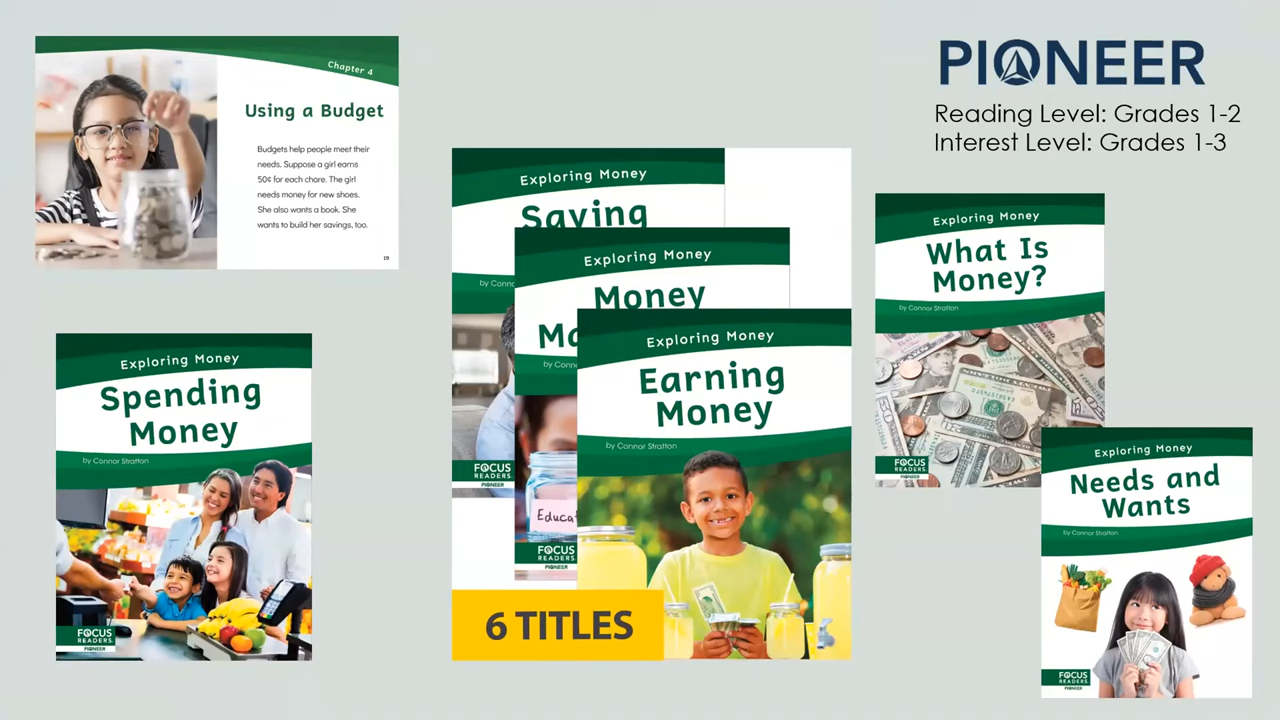 Chapter 4
Using a Budget
Budgets help people meet their
needs. Suppose a girl earns
50¢ for each chore. The girl
needs money for new shoes.
She also wants a book. She
wants to build her savings, too.
19
PIONEER
Reading Level: Grades 1-2
Interest Level: Grades 1-3
Exploring Money
Spending
Money
by Connor Stratton
FOCUS
READERS
PIONEER
Exploring Money
Saving
by
FOCUS
READERS
PIONEER
Exploring Money
Money
by
FOCUS
READERS
PIONEER
Exploring Money
Earning
Money
by Connor Stratton
6 TITLES
Exploring Money
What Is
Money?
by Connor Stratton
FOCUS
READERS
PIONEER
Exploring Money
Needs and
Wants
by Connor Stratton
FOCUS
READERS
PIONEER